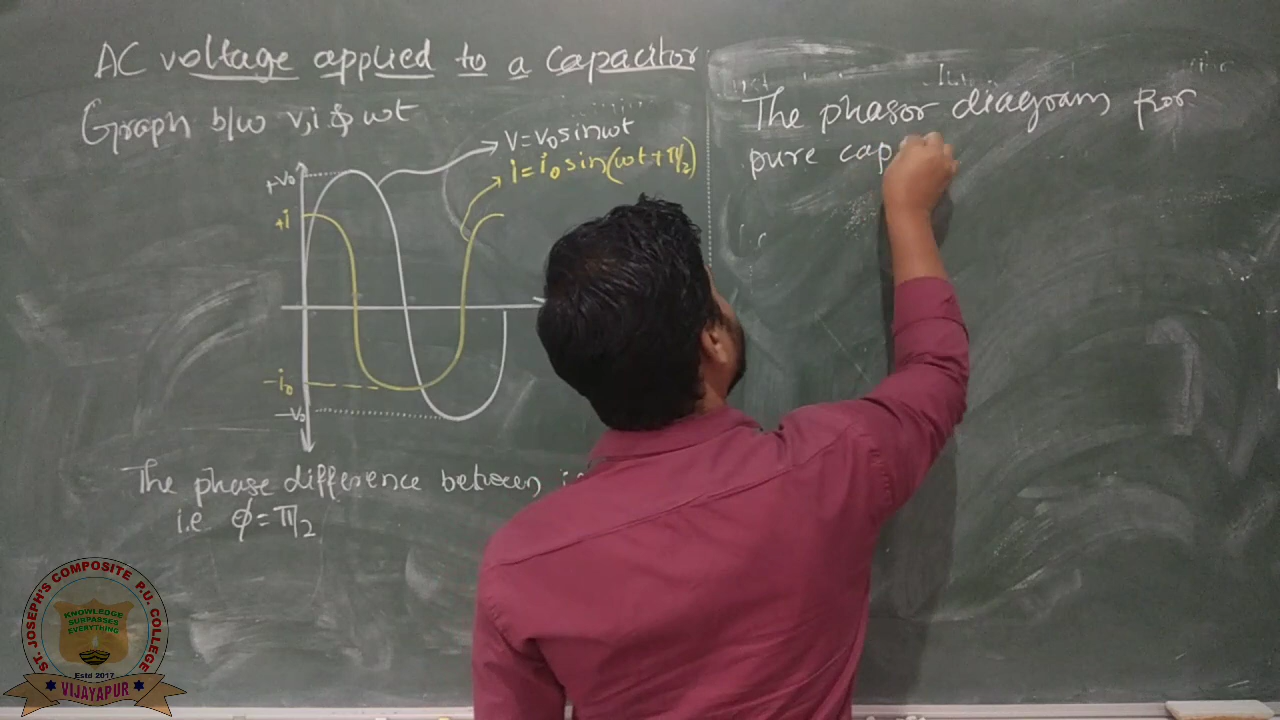 AC voltage applied to a capacitor
Graph b/w v,i & wt
V=V₀sinωt
i=i₀sin(ωt+π/2)
+V₀
+i
-i₀
-V₀
The phase difference between
i.e φ=π/2
The phasor diagram for
pure cap
ST. JOSEPH'S COMPOSITE P.U. COLLEGE
KNOWLEDGE
SURPASSES
EVERYTHING
Estd 2017
VIJAYAPUR